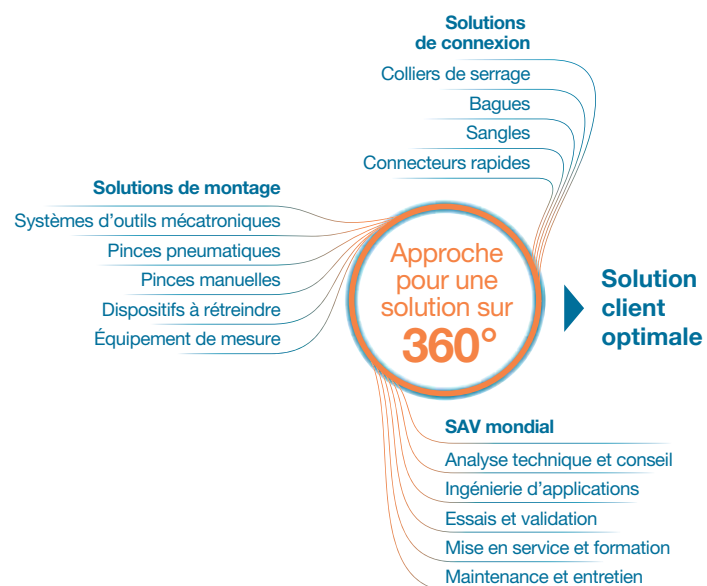 Solutions
de connexion
Colliers de serrage
Bagues
Sangles
Connecteurs rapides
Solutions de montage
Systèmes d'outils mécatroniques
Pinces pneumatiques
Pinces manuelles
Dispositifs à rétreindre
Équipement de mesure
Approche
pour une
solution sur
360°
Solution
client
optimale
SAV mondial
Analyse technique et conseil
Ingénierie d'applications
Essais et validation
Mise en service et formation
Maintenance et entretien